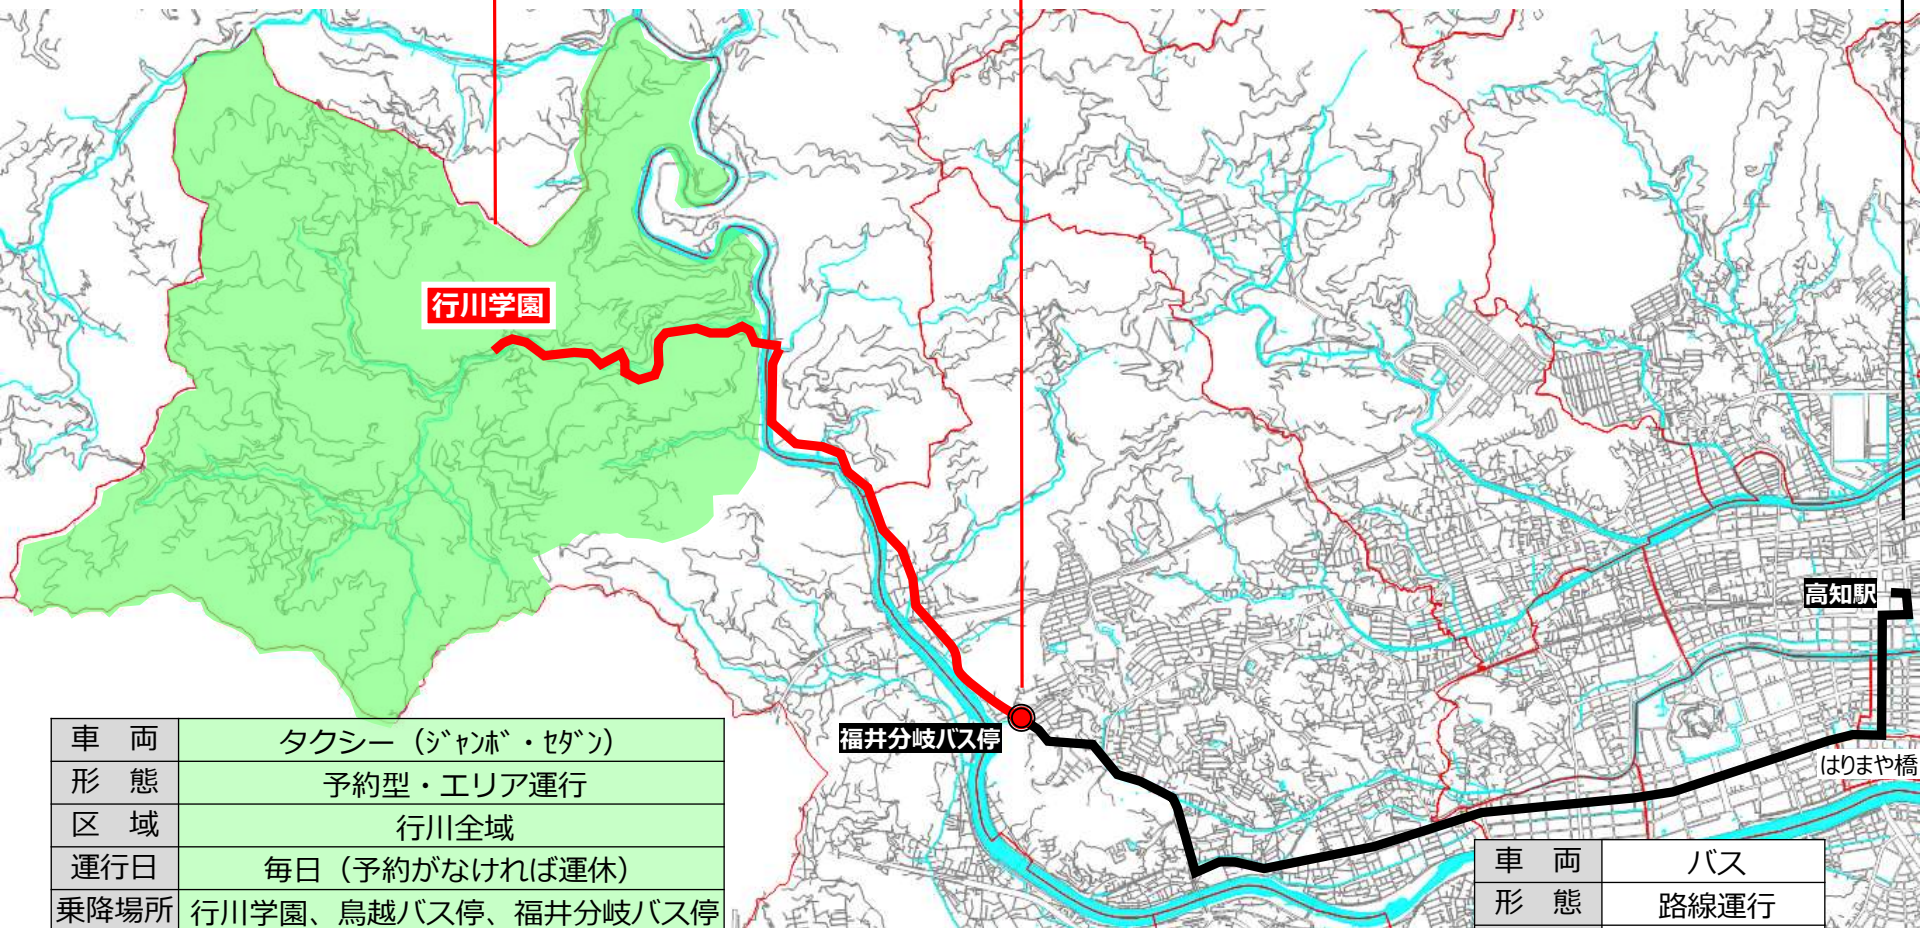 行川学園
高知駅
福井分岐バス停
はりまや橋
車　両 タクシー（ｼﾞｬﾝﾎﾞ・ｾﾀﾞﾝ）
形　態 予約型・エリア運行
区　域 行川全域
運行日 毎日（予約がなければ運休）
乗降場所 行川学園、鳥越バス停、福井分岐バス停
車　両 バス
形　態 路線運行